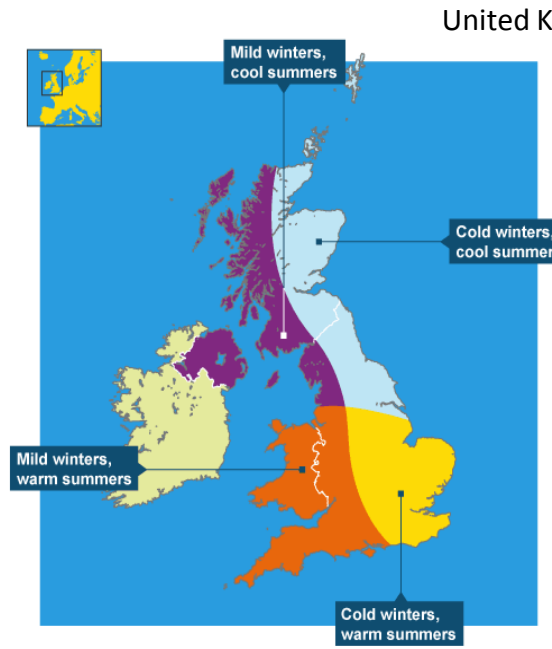 United K
Mild winters,
cool summers
Cold winters,
cool summer
Mild winters,
warm summers
Cold winters,
warm summers